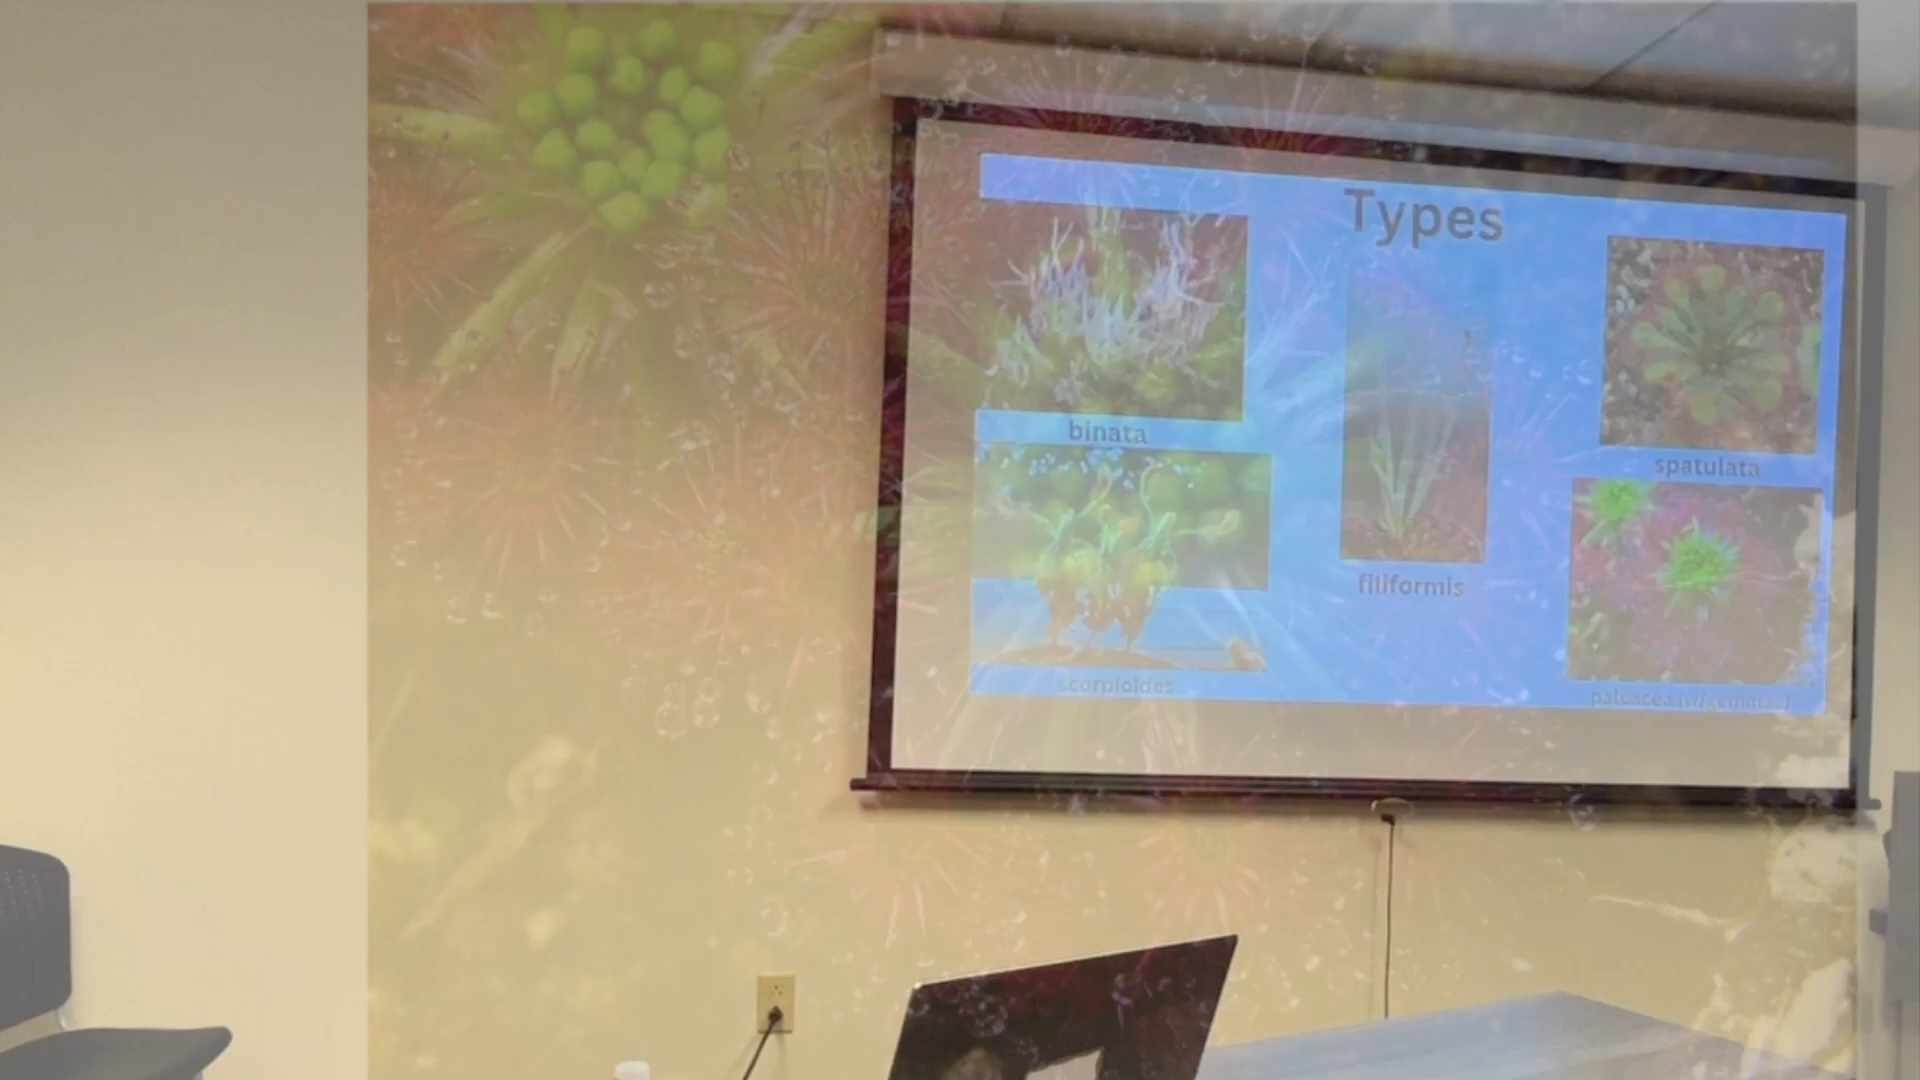 Types
binata
spatulata
filiformis
scorpioides